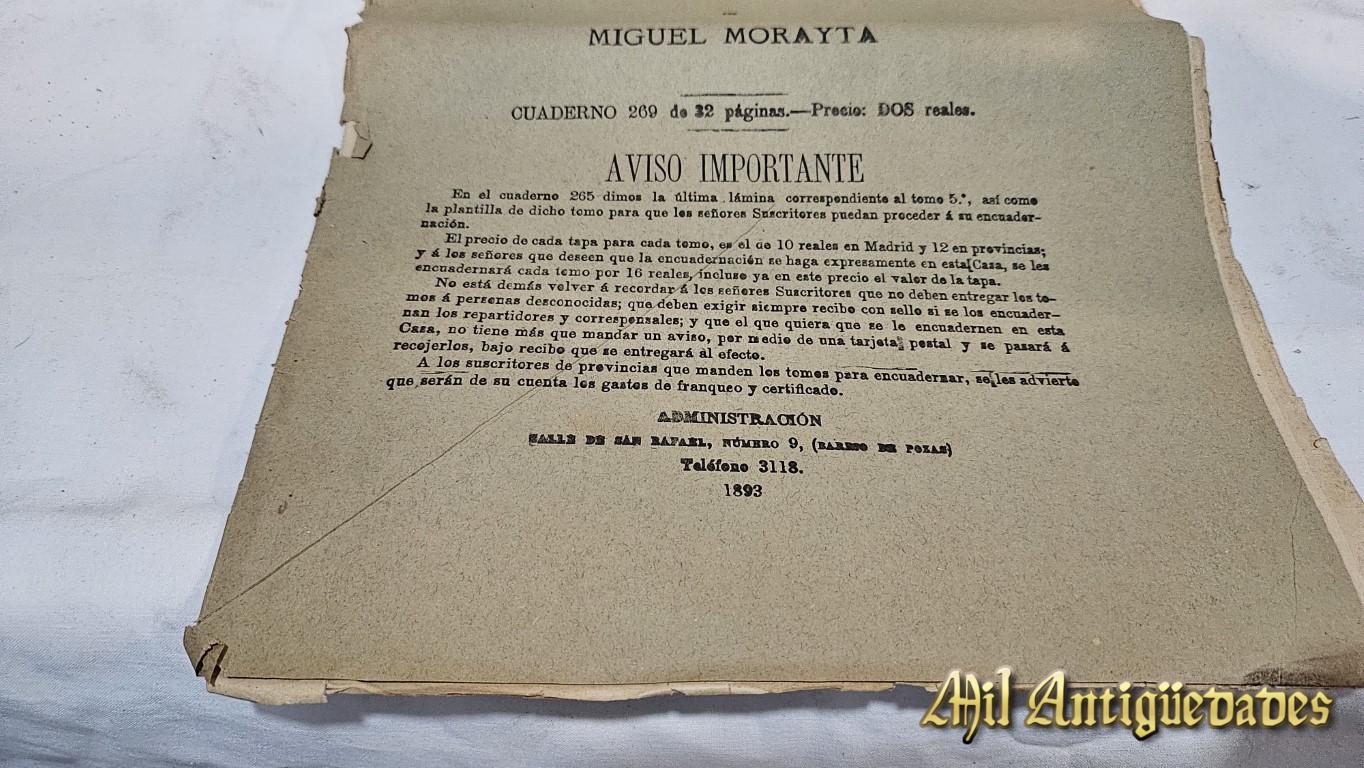 MIGUEL MORAYTA
CUADERNO 269 de 32 páginas.—Precio: DOS reales.
AVISO IMPORTANTE
En el cuaderno 265 dimos la última lámina correspondiente al tomo 5.º, así como
la plantilla de dicho tomo para que los señores Suscritores puedan proceder á su encuader-
nación.
El precio de cada tapa para cada tomo, es el de 10 reales en Madrid y 12 en provincias;
y á los señores que deseen que la encuadernación se haga expresamente en esta Casa, se les
encuadernará cada tomo por 16 reales, incluso ya en este precio el valor de la tapa.
No está demás volver á recordar á los señores Suscritores que no deben entregar los to-
mos á personas desconocidas; que deben exigir siempre recibo con sello si se los encuader-
nan los repartidores y corresponsales; y que el que quiera que se le encuadernen en esta
Casa, no tiene más que mandar un aviso, por medio de una tarjeta postal y se pasará á
recojerlos, bajo recibo que se entregará al efecto.
A los suscritores de provincias que manden los tomos para encuadernar, se les advierte
que serán de su cuenta los gastos de franqueo y certificado.
ADMINISTRACIÓN
CALLE DE SAN RAFAEL, NÚMERO 9, (BARRIO DE POZAS)
Teléfono 3118.
1893
Mil Antigüedades